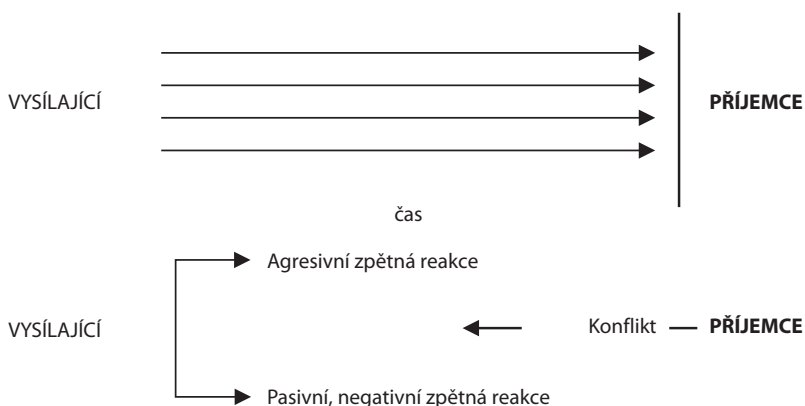 VYSÍLAJÍCÍ PŘÍJEMCE
čas
Agresivní zpětná reakce
VYSÍLAJÍCÍ Konflikt PŘÍJEMCE
Pasivní, negativní zpětná reakce